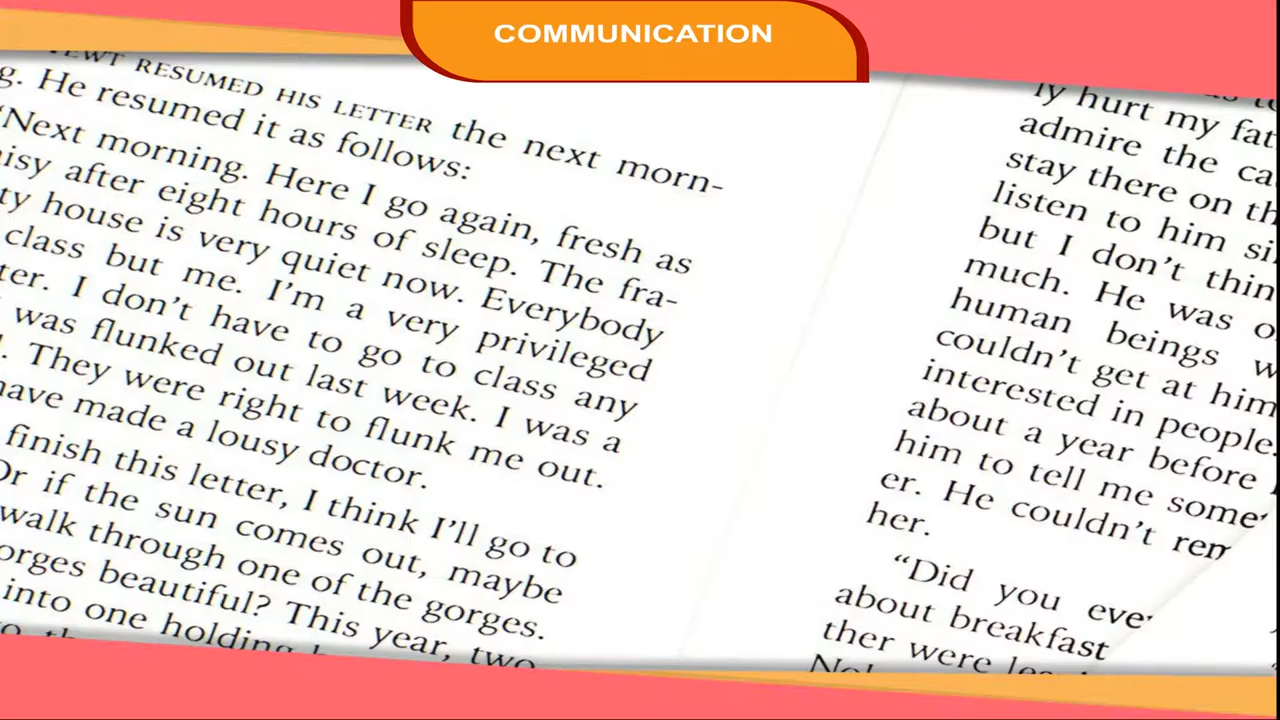 COMMUNICATION
RESUMED HIS LETTER the next morn-
g. He resumed it as follows:
“Next morning. Here I go again, fresh as
aisy after eight hours of sleep. The fra-
ty house is very quiet now. Everybody
class but me. I’m a very privileged
ter. I don’t have to go to class any
was flunked out last week. I was a
. They were right to flunk me out.
have made a lousy doctor.
finish this letter, I think I’ll go to
Or if the sun comes out, maybe
walk through one of the gorges.
orges beautiful? This year, two
into one holding
ly hurt my fat
admire the ca
stay there on th
listen to him si
but I don’t thin
much. He was o
human beings w
couldn’t get at him
interested in people.
about a year before
him to tell me some
er. He couldn’t rem
her.
“Did you eve
about breakfast
ther were